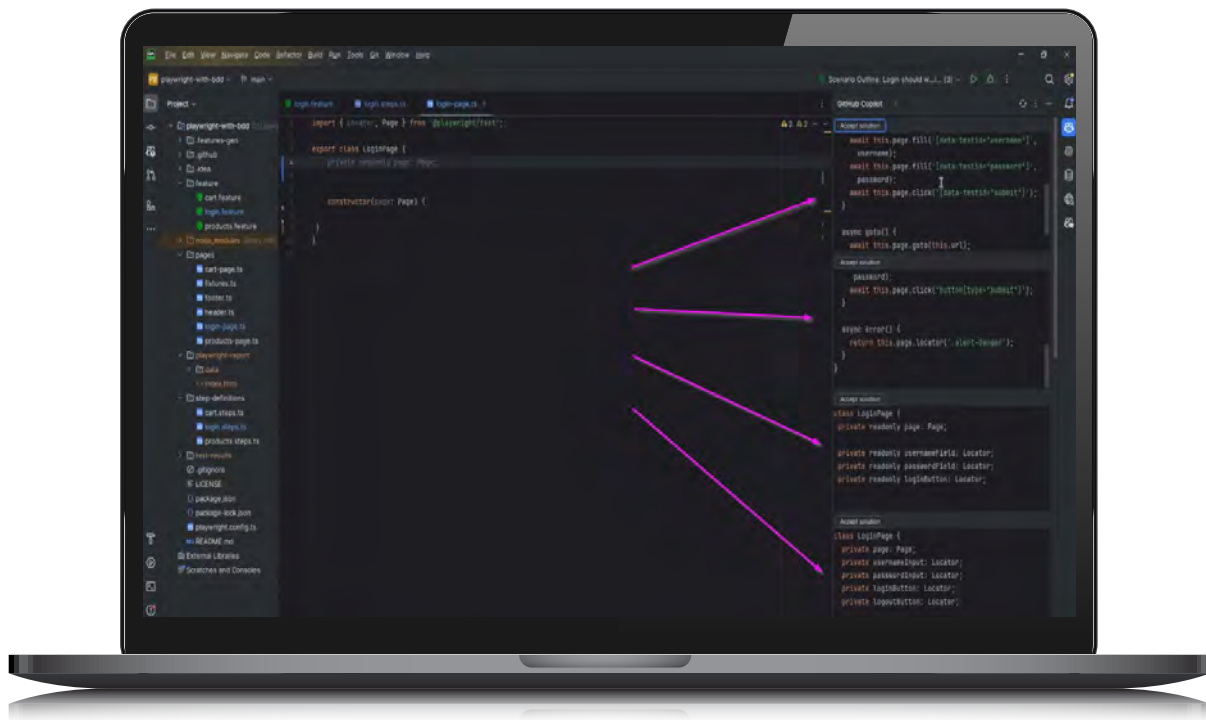 File Edit View Navigate Code Refactor Build Run Tools Git Window Help
playwright-with-bdd main
Scenario Outline: Login should w...l... (3)
Project
login.feature login.steps.ts login-page.ts
GitHub Copilot
playwright-with-bdd
.features-gen
.github
.idea
feature
cart.feature
login.feature
products.feature
node_modules
pages
cart-page.ts
fixtures.ts
footer.ts
header.ts
login-page.ts
products-page.ts
playwright-report
data
index.html
step-definitions
cart.steps.ts
login.steps.ts
products.steps.ts
test-results
.gitignore
LICENSE
package.json
package-lock.json
playwright.config.ts
README.md
External Libraries
Scratches and Consoles
import { Locator, Page } from '@playwright/test';
export class LoginPage {
private readonly page: Page;
constructor(page: Page) {
}
}
Accept solution
await this.page.fill('[data-testid="username"]',
username);
await this.page.fill('[data-testid="password"]',
password);
await this.page.click('[data-testid="submit"]');
}
async goto() {
await this.page.goto(this.url);
Accept solution
password);
await this.page.click('button[type="submit"]');
}
async error() {
return this.page.locator('.alert-danger');
}
}
Accept solution
class LoginPage {
private readonly page: Page;
private readonly usernameField: Locator;
private readonly passwordField: Locator;
private readonly loginButton: Locator;
Accept solution
class LoginPage {
private page: Page;
private usernameInput: Locator;
private passwordInput: Locator;
private loginButton: Locator;
private logoutButton: Locator;